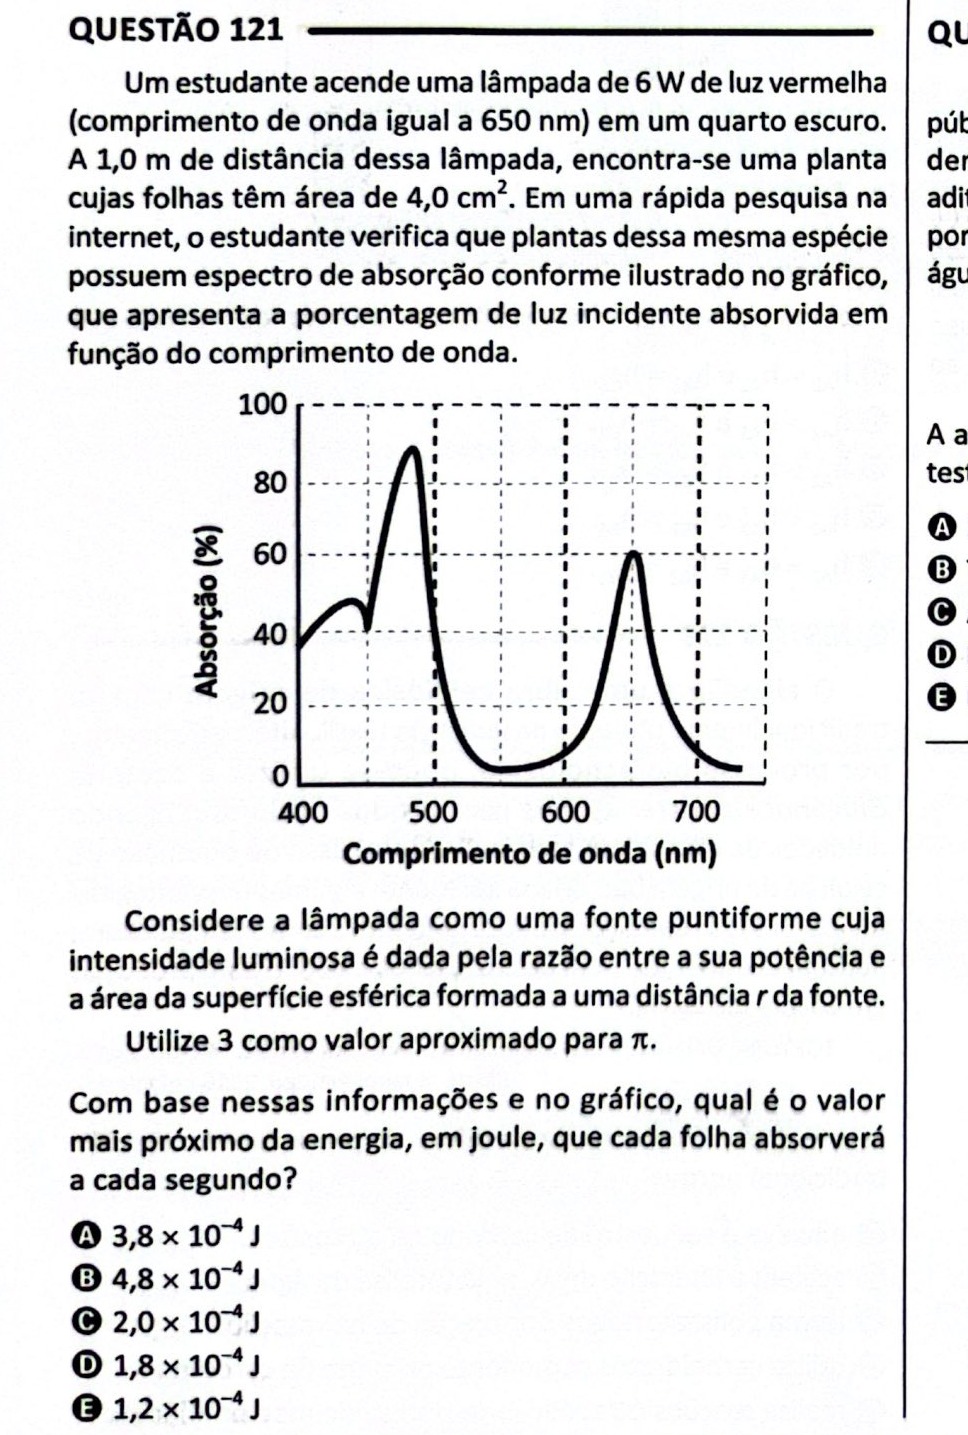 QUESTÃO 121
Um estudante acende uma lâmpada de 6 W de luz vermelha
(comprimento de onda igual a 650 nm) em um quarto escuro.
A 1,0 m de distância dessa lâmpada, encontra-se uma planta
cujas folhas têm área de 4,0 cm². Em uma rápida pesquisa na
internet, o estudante verifica que plantas dessa mesma espécie
possuem espectro de absorção conforme ilustrado no gráfico,
que apresenta a porcentagem de luz incidente absorvida em
função do comprimento de onda.
100
80
60
40
20
0
Absorção (%)
400 500 600 700
Comprimento de onda (nm)
Considere a lâmpada como uma fonte puntiforme cuja
intensidade luminosa é dada pela razão entre a sua potência e
a área da superfície esférica formada a uma distância r da fonte.
Utilize 3 como valor aproximado para π.
Com base nessas informações e no gráfico, qual é o valor
mais próximo da energia, em joule, que cada folha absorverá
a cada segundo?
A 3,8 × 10⁻⁴ J
B 4,8 × 10⁻⁴ J
C 2,0 × 10⁻⁴ J
D 1,8 × 10⁻⁴ J
E 1,2 × 10⁻⁴ J
QU
púb
der
adit
por
águ
A a
test
A
B
C
D
E